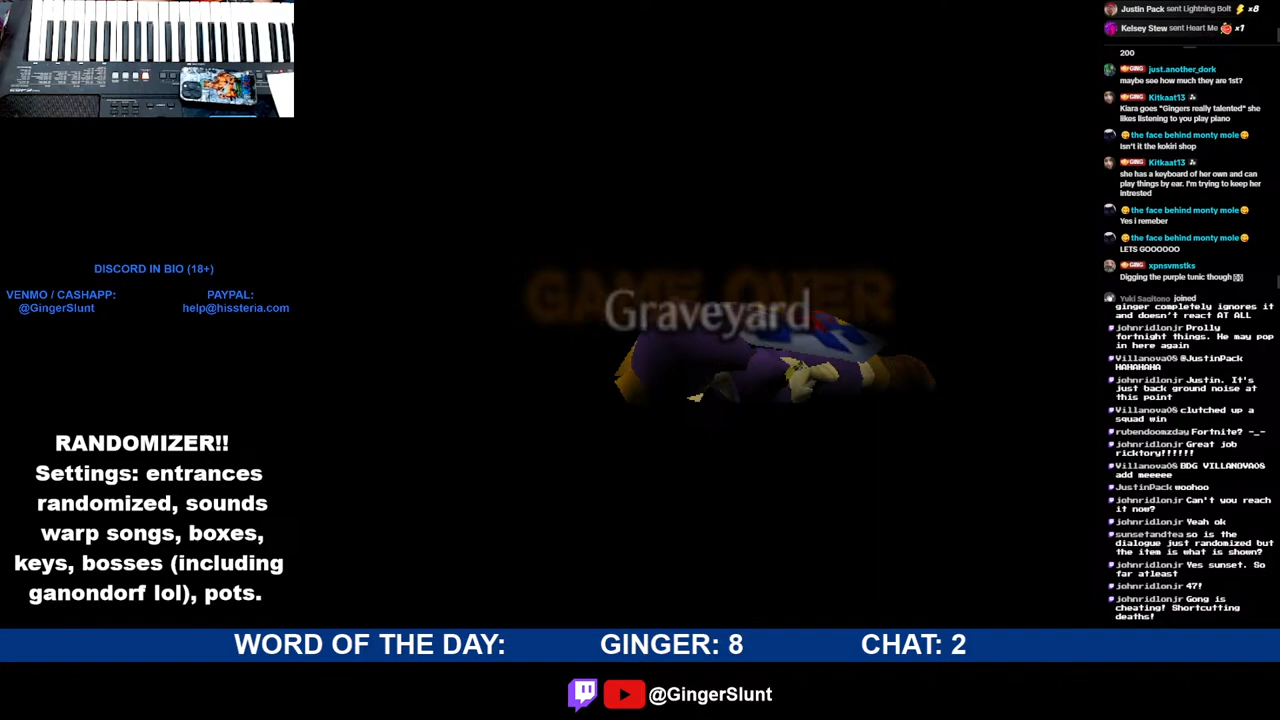 Justin Pack sent Lightning Bolt x8
Kelsey Stew sent Heart Me x1
200
GING just.another_dork
maybe see how much they are 1st?
GING Kitkaat13
Kiara goes "Gingers really talented" she
likes listening to you play piano
the face behind monty mole
Isn't it the kokiri shop
GING Kitkaat13
she has a keyboard of her own and can
play things by ear. I'm trying to keep her
intrested
the face behind monty mole
Yes i remeber
the face behind monty mole
LETS GOOOOOO
GING xpnsvmstks
Digging the purple tunic though
Yuki Sagitono joined
ginger completely ignores it
and doesn't react AT ALL
johnridlonjr Prolly
fortnight things. He may pop
in here again
Villanova08 @JustinPack
HAHAHAHA
johnridlonjr Justin. It's
just back ground noise at
this point
Villanova08 clutched up a
squad win
rubendoomzday Fortnite? -_-
johnridlonjr Great job
ricktory!!!!!!
Villanova08 BDG VILLANOVA08
add meeeee
JustinPack woohoo
johnridlonjr Can't you reach
it now?
johnridlonjr Yeah ok
sunsetandtea so is the
dialogue just randomized but
the item is what is shown?
johnridlonjr Yes sunset. So
far atleast
johnridlonjr 47!
johnridlonjr Gong is
cheating! Shortcutting
deaths!
DISCORD IN BIO (18+)
VENMO / CASHAPP:
@GingerSlunt
PAYPAL:
help@hissteria.com
GAME OVER
Graveyard
RANDOMIZER!!
Settings: entrances
randomized, sounds
warp songs, boxes,
keys, bosses (including
ganondorf lol), pots.
WORD OF THE DAY: GINGER: 8 CHAT: 2
@GingerSlunt